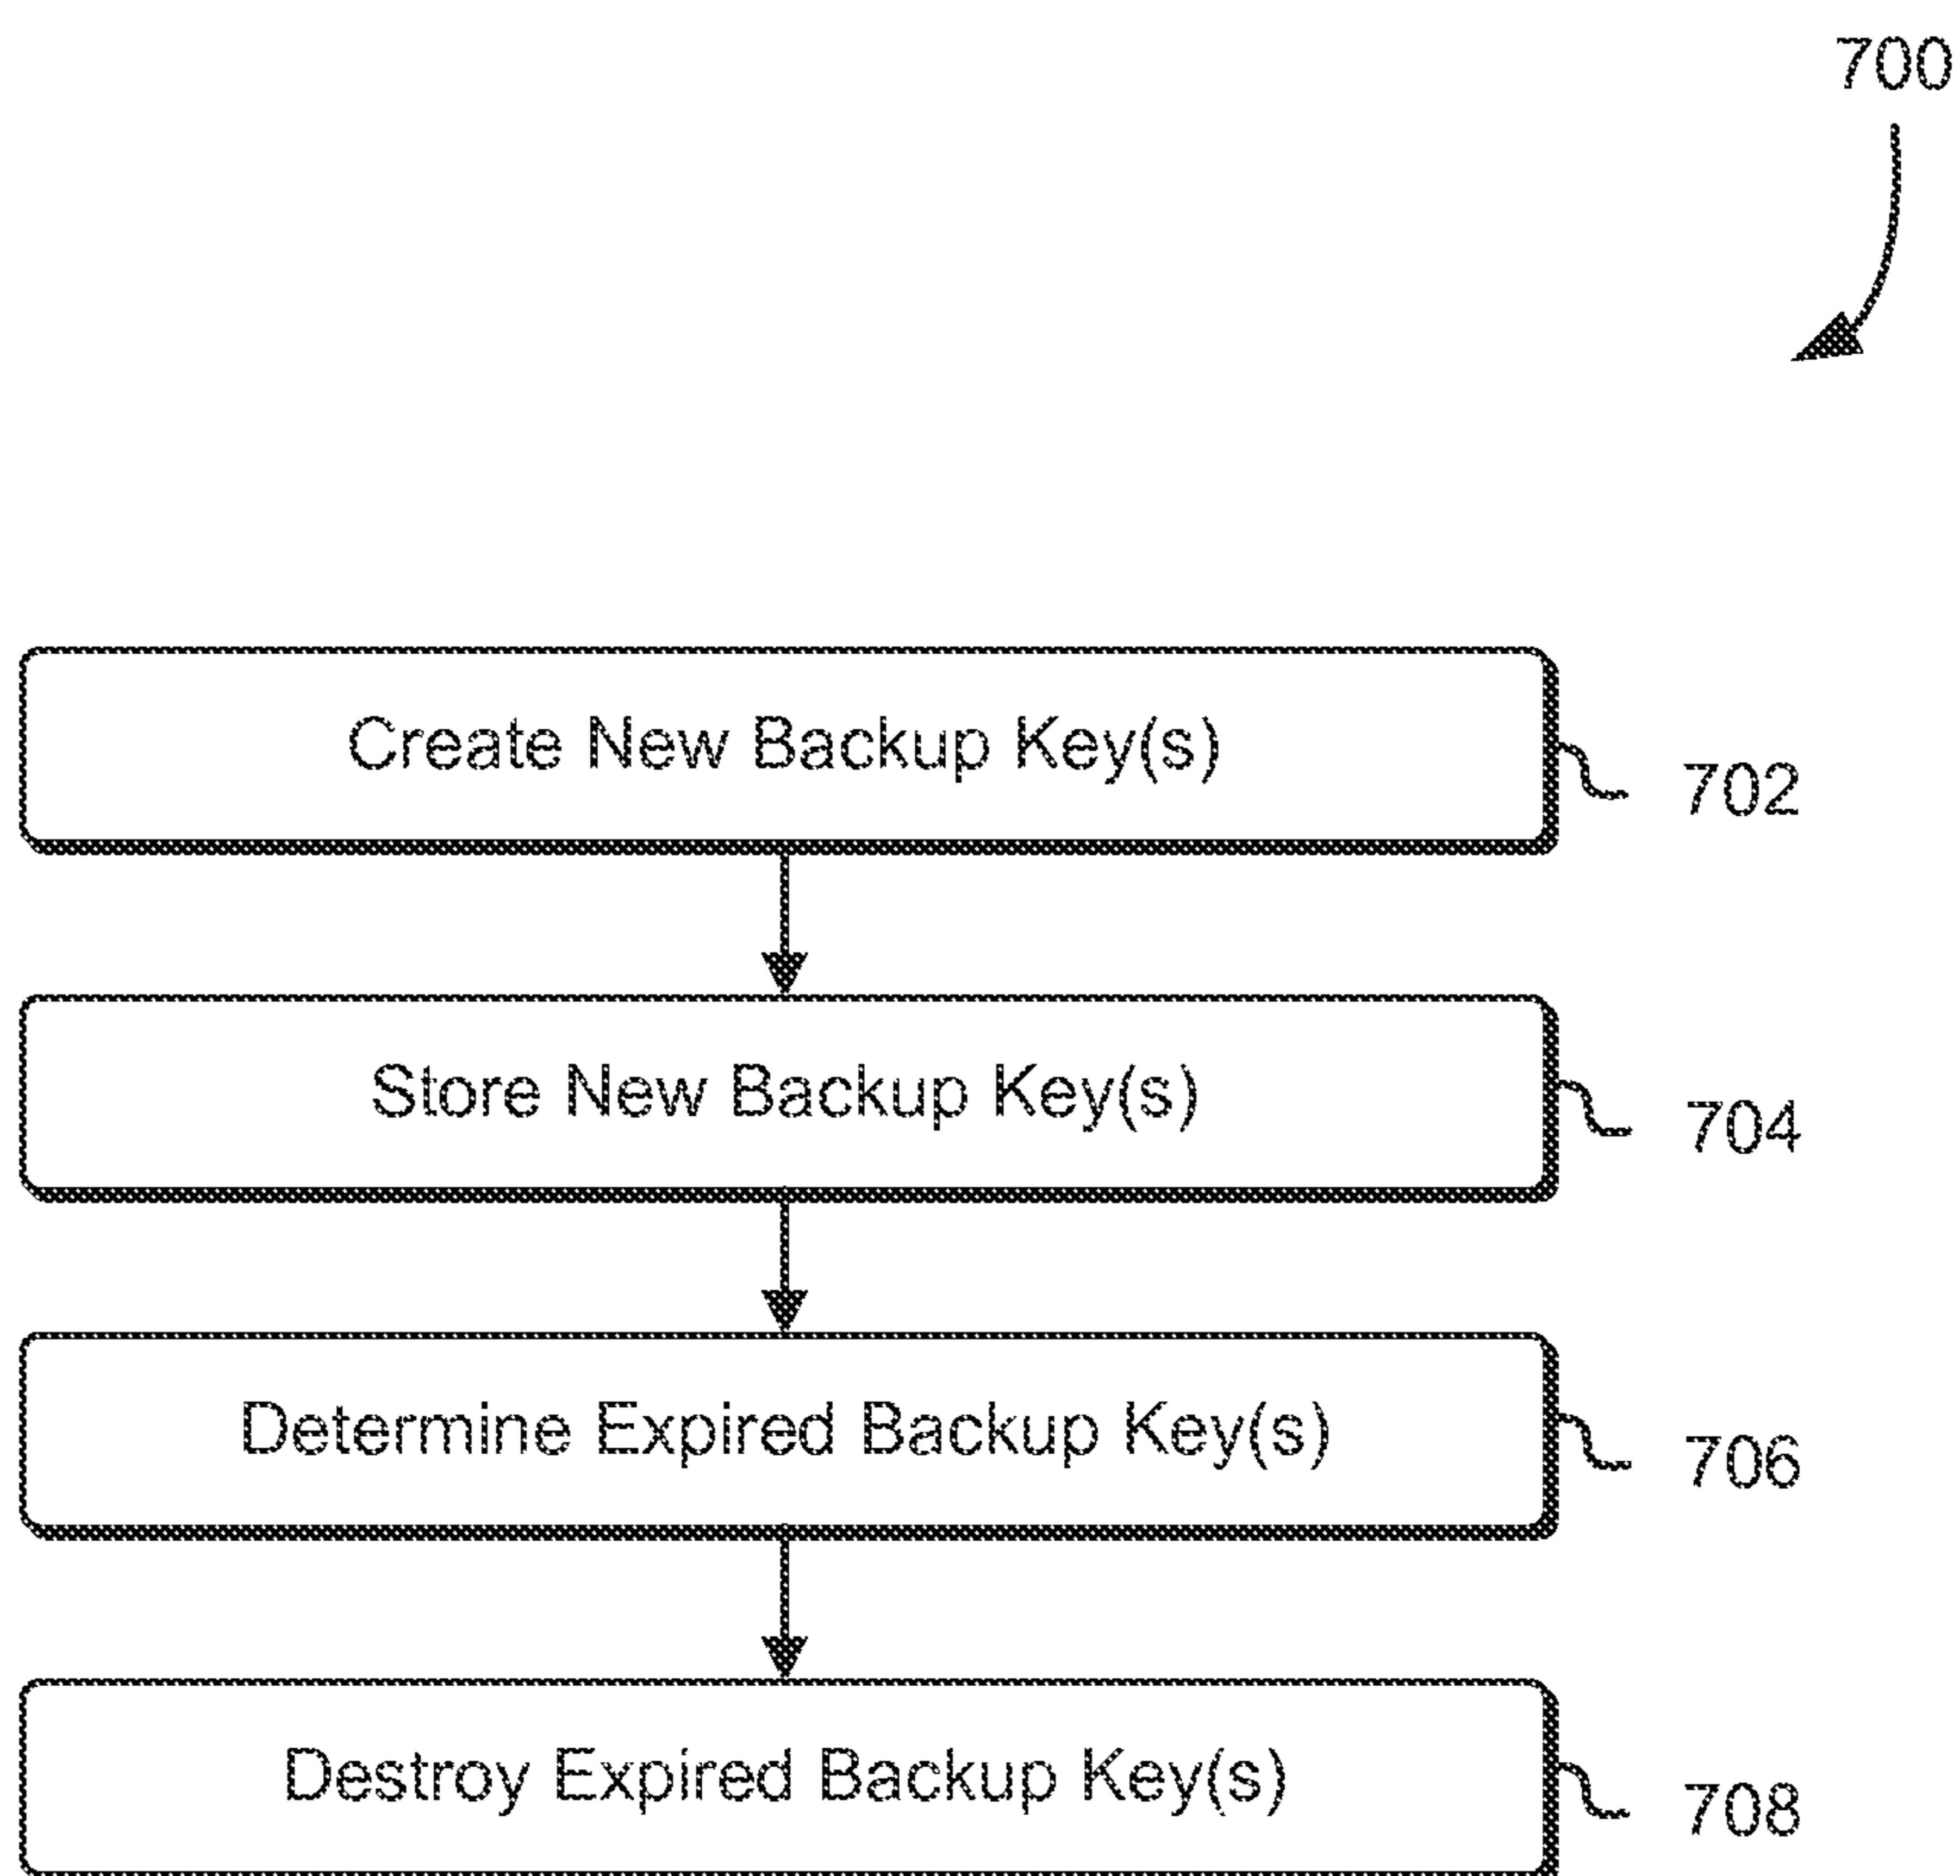 700
Create New Backup Key(s)
702
Store New Backup Key(s)
704
Determine Expired Backup Key(s)
706
Destroy Expired Backup Key(s)
708